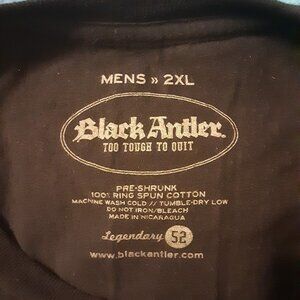 MENS » 2XL
Black Antler.
TOO TOUGH TO QUIT
PRE-SHRUNK
100% RING SPUN COTTON
MACHINE WASH COLD // TUMBLE-DRY LOW
DO NOT IRON/BLEACH
MADE IN NICARAGUA
Legendary 52
www.blackantler.com